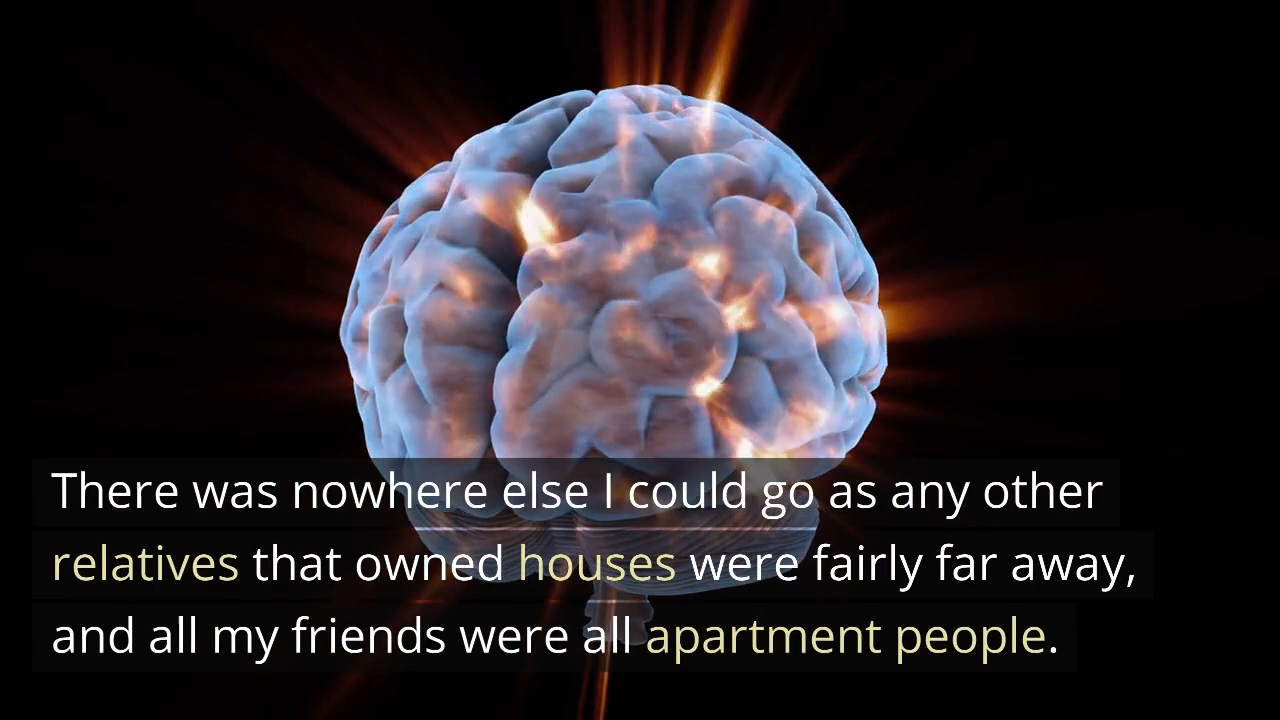 There was nowhere else I could go as any other
relatives that owned houses were fairly far away,
and all my friends were all apartment people.